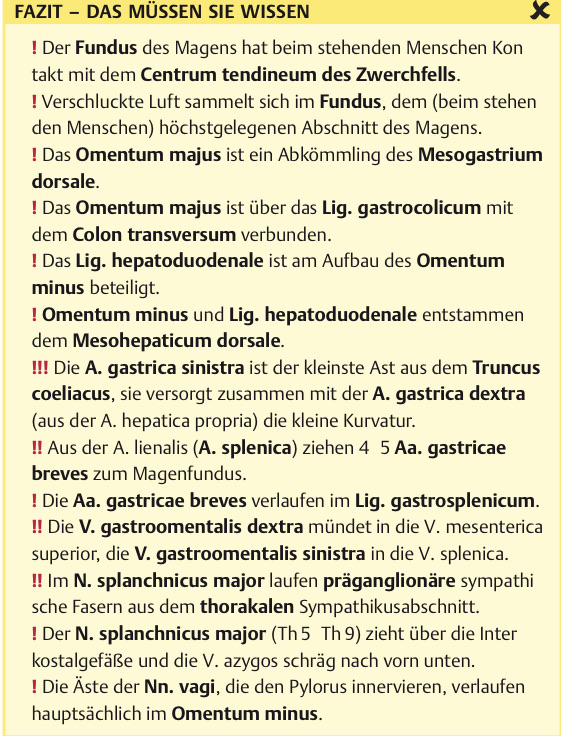 FAZIT – DAS MÜSSEN SIE WISSEN
! Der Fundus des Magens hat beim stehenden Menschen Kon
takt mit dem Centrum tendineum des Zwerchfells.
! Verschluckte Luft sammelt sich im Fundus, dem (beim stehen
den Menschen) höchstgelegenen Abschnitt des Magens.
! Das Omentum majus ist ein Abkömmling des Mesogastrium
dorsale.
! Das Omentum majus ist über das Lig. gastrocolicum mit
dem Colon transversum verbunden.
! Das Lig. hepatoduodenale ist am Aufbau des Omentum
minus beteiligt.
! Omentum minus und Lig. hepatoduodenale entstammen
dem Mesohepaticum dorsale.
!!! Die A. gastrica sinistra ist der kleinste Ast aus dem Truncus
coeliacus, sie versorgt zusammen mit der A. gastrica dextra
(aus der A. hepatica propria) die kleine Kurvatur.
!! Aus der A. lienalis (A. splenica) ziehen 4 5 Aa. gastricae
breves zum Magenfundus.
! Die Aa. gastricae breves verlaufen im Lig. gastrosplenicum.
!! Die V. gastroomentalis dextra mündet in die V. mesenterica
superior, die V. gastroomentalis sinistra in die V. splenica.
!! Im N. splanchnicus major laufen präganglionäre sympathi
sche Fasern aus dem thorakalen Sympathikusabschnitt.
! Der N. splanchnicus major (Th 5 Th 9) zieht über die Inter
kostalgefäße und die V. azygos schräg nach vorn unten.
! Die Äste der Nn. vagi, die den Pylorus innervieren, verlaufen
hauptsächlich im Omentum minus.